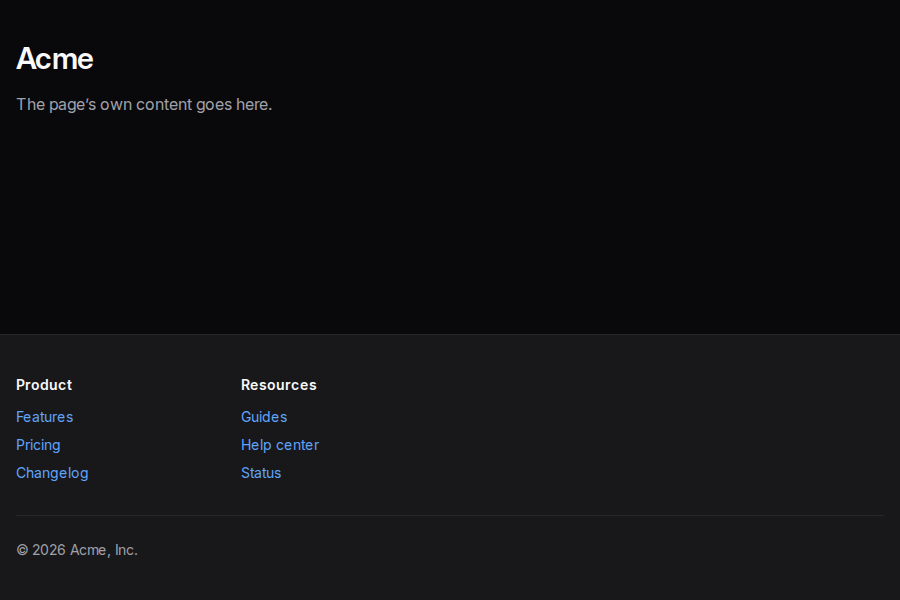 Acme
The page’s own content goes here.
Product
Features
Pricing
Changelog
Resources
Guides
Help center
Status
© 2026 Acme, Inc.